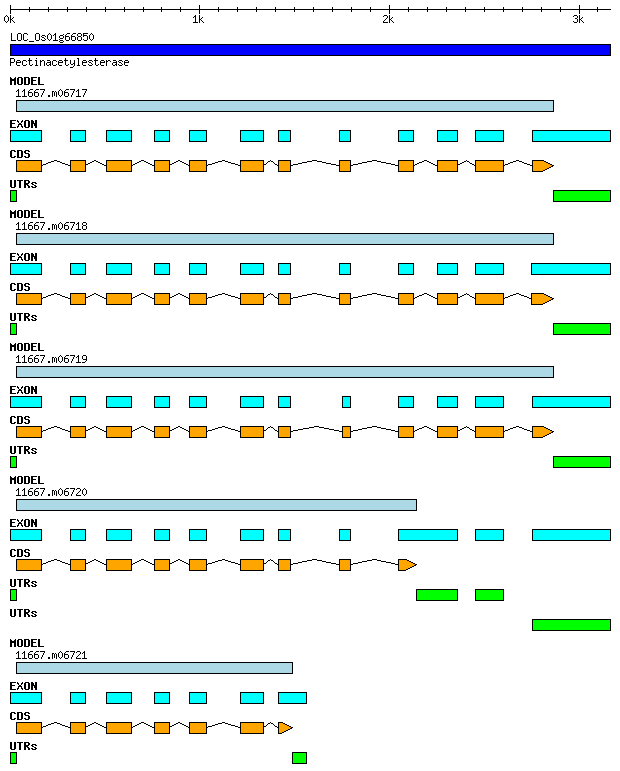 0k 1k 2k 3k
LOC_Os01g66850
Pectinacetylesterase
MODEL
11667.m06717
EXON
CDS
UTRs
MODEL
11667.m06718
EXON
CDS
UTRs
MODEL
11667.m06719
EXON
CDS
UTRs
MODEL
11667.m06720
EXON
CDS
UTRs
UTRs
MODEL
11667.m06721
EXON
CDS
UTRs